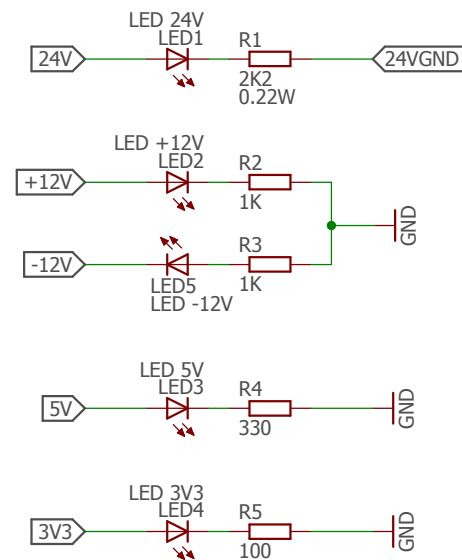 LED 24V
LED1
R1
24V
24VGND
2K2
0.22W
LED +12V
LED2
R2
+12V
1K
GND
R3
-12V
1K
LED5
LED -12V
LED 5V
LED3
R4
5V
GND
330
LED 3V3
LED4
R5
3V3
GND
100